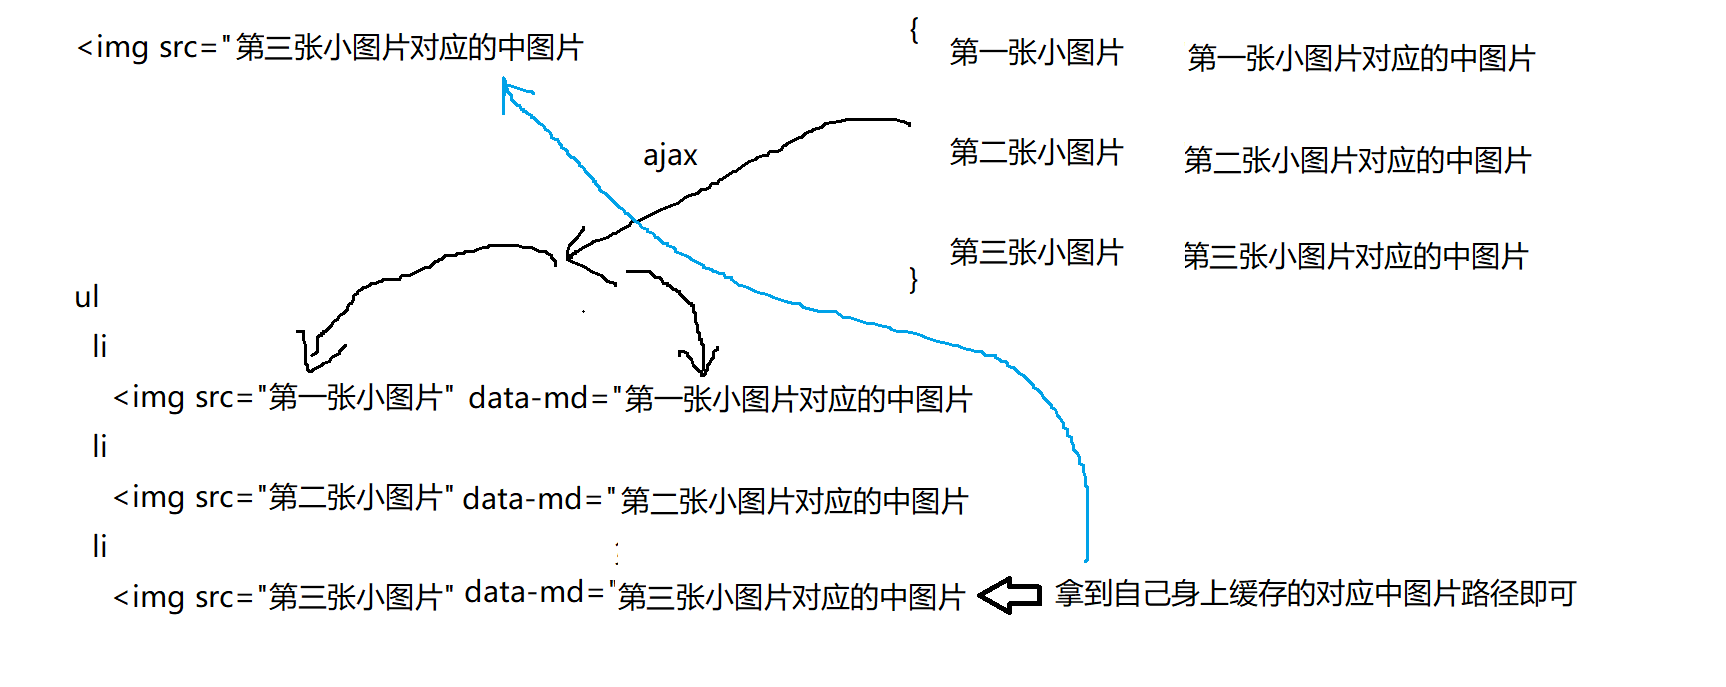 <img src="第三张小图片对应的中图片
{
第一张小图片 第一张小图片对应的中图片
ajax
第二张小图片 第二张小图片对应的中图片
第三张小图片 第三张小图片对应的中图片
}
ul
li
<img src="第一张小图片" data-md="第一张小图片对应的中图片
li
<img src="第二张小图片" data-md="第二张小图片对应的中图片
li
<img src="第三张小图片" data-md="第三张小图片对应的中图片
拿到自己身上缓存的对应中图片路径即可